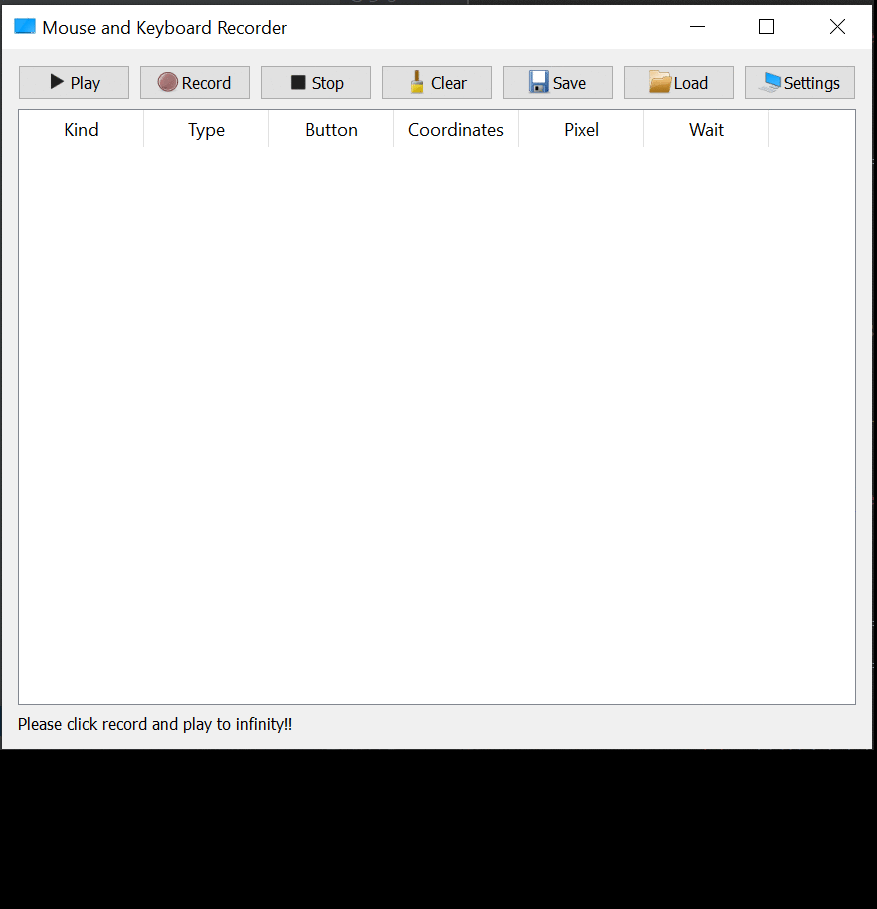 Mouse and Keyboard Recorder
Play Record Stop Clear Save Load Settings
Kind Type Button Coordinates Pixel Wait
Please click record and play to infinity!!